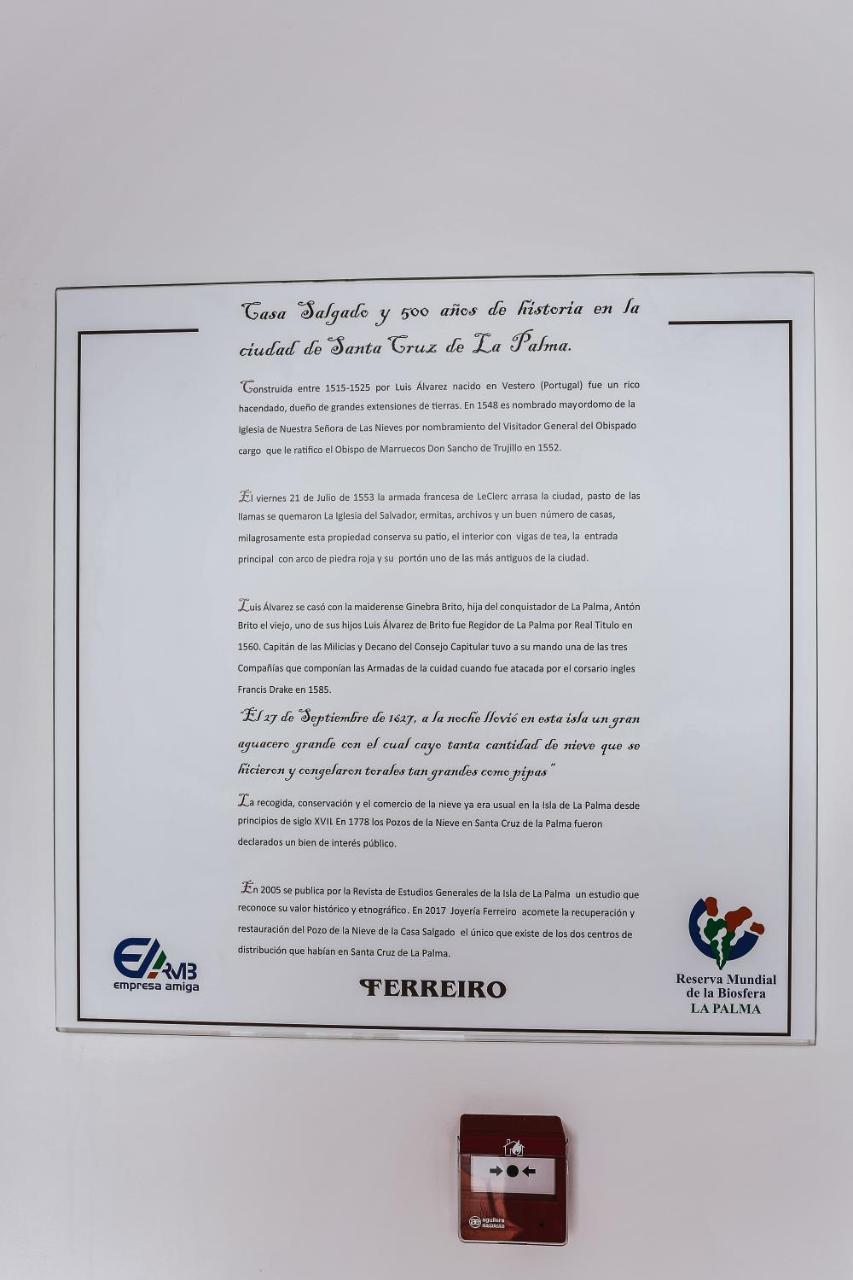 Casa Salgado y 500 años de historia en la
ciudad de Santa Cruz de La Palma.
Construida entre 1515-1525 por Luis Álvarez nacido en Vestero (Portugal) fue un rico
hacendado, dueño de grandes extensiones de tierras. En 1548 es nombrado mayordomo de la
Iglesia de Nuestra Señora de Las Nieves por nombramiento del Visitador General del Obispado
cargo que le ratifico el Obispo de Marruecos Don Sancho de Trujillo en 1552.
El viernes 21 de Julio de 1553 la armada francesa de LeClerc arrasa la ciudad, pasto de las
llamas se quemaron La Iglesia del Salvador, ermitas, archivos y un buen número de casas,
milagrosamente esta propiedad conserva su patio, el interior con vigas de tea, la entrada
principal con arco de piedra roja y su portón uno de las más antiguos de la ciudad.
Luis Álvarez se casó con la maiderense Ginebra Brito, hija del conquistador de La Palma, Antón
Brito el viejo, uno de sus hijos Luis Álvarez de Brito fue Regidor de La Palma por Real Titulo en
1560. Capitán de las Milicias y Decano del Consejo Capitular tuvo a su mando una de las tres
Compañías que componían las Armadas de la cuidad cuando fue atacada por el corsario ingles
Francis Drake en 1585.
"El 27 de Septiembre de 1627, a la noche llovió en esta isla un gran
aguacero grande con el cual cayo tanta cantidad de nieve que se
hicieron y congelaron torales tan grandes como pipas"
La recogida, conservación y el comercio de la nieve ya era usual en la Isla de La Palma desde
principios de siglo XVII. En 1778 los Pozos de la Nieve en Santa Cruz de la Palma fueron
declarados un bien de interés público.
En 2005 se publica por la Revista de Estudios Generales de la Isla de La Palma un estudio que
reconoce su valor histórico y etnográfico. En 2017 Joyería Ferreiro acomete la recuperación y
restauración del Pozo de la Nieve de la Casa Salgado el único que existe de los dos centros de
distribución que habían en Santa Cruz de La Palma.
EARMB
empresa amiga
FERREIRO
Reserva Mundial
de la Biosfera
LA PALMA
aguilera